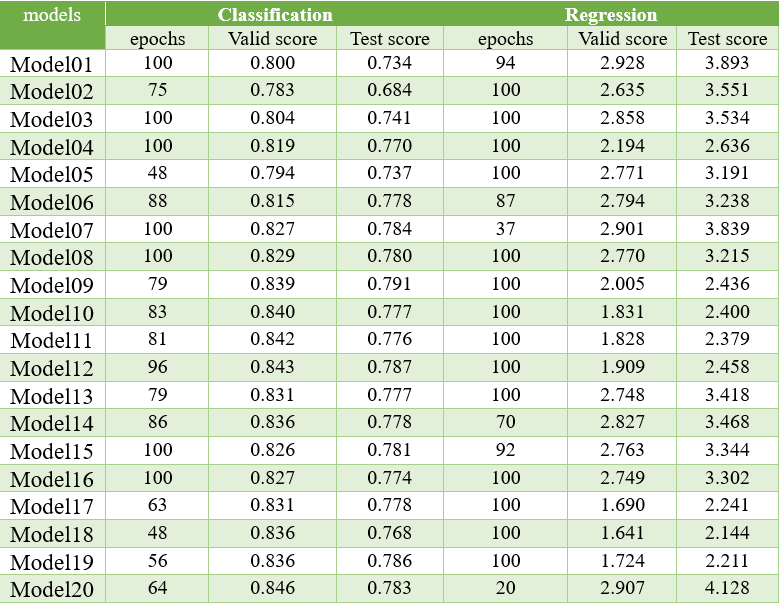 models Classification Regression
epochs Valid score Test score epochs Valid score Test score
Model01 100 0.800 0.734 94 2.928 3.893
Model02 75 0.783 0.684 100 2.635 3.551
Model03 100 0.804 0.741 100 2.858 3.534
Model04 100 0.819 0.770 100 2.194 2.636
Model05 48 0.794 0.737 100 2.771 3.191
Model06 88 0.815 0.778 87 2.794 3.238
Model07 100 0.827 0.784 37 2.901 3.839
Model08 100 0.829 0.780 100 2.770 3.215
Model09 79 0.839 0.791 100 2.005 2.436
Model10 83 0.840 0.777 100 1.831 2.400
Model11 81 0.842 0.776 100 1.828 2.379
Model12 96 0.843 0.787 100 1.909 2.458
Model13 79 0.831 0.777 100 2.748 3.418
Model14 86 0.836 0.778 70 2.827 3.468
Model15 100 0.826 0.781 92 2.763 3.344
Model16 100 0.827 0.774 100 2.749 3.302
Model17 63 0.831 0.778 100 1.690 2.241
Model18 48 0.836 0.768 100 1.641 2.144
Model19 56 0.836 0.786 100 1.724 2.211
Model20 64 0.846 0.783 20 2.907 4.128